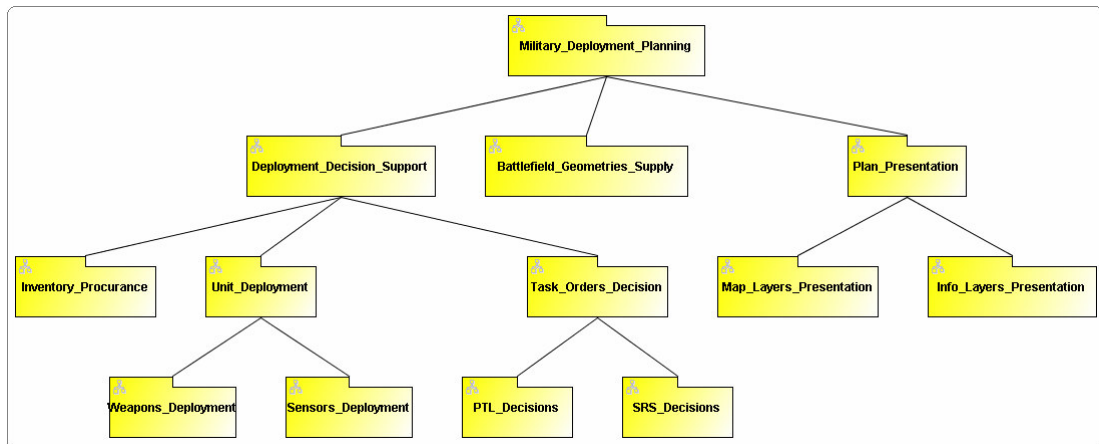 Military_Deployment_Planning
Deployment_Decision_Support
Battlefield_Geometries_Supply
Plan_Presentation
Inventory_Procurance
Unit_Deployment
Task_Orders_Decision
Map_Layers_Presentation
Info_Layers_Presentation
Weapons_Deployment
Sensors_Deployment
PTL_Decisions
SRS_Decisions